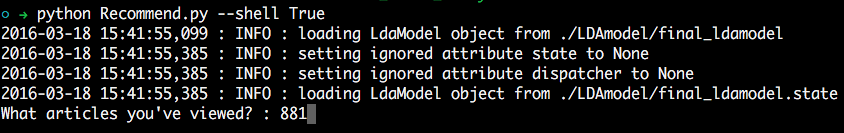 ○ → python Recommend.py --shell True
2016-03-18 15:41:55,099 : INFO : loading LdaModel object from ./LDAmodel/final_ldamodel
2016-03-18 15:41:55,385 : INFO : setting ignored attribute state to None
2016-03-18 15:41:55,385 : INFO : setting ignored attribute dispatcher to None
2016-03-18 15:41:55,385 : INFO : loading LdaModel object from ./LDAmodel/final_ldamodel.state
What articles you've viewed? : 881